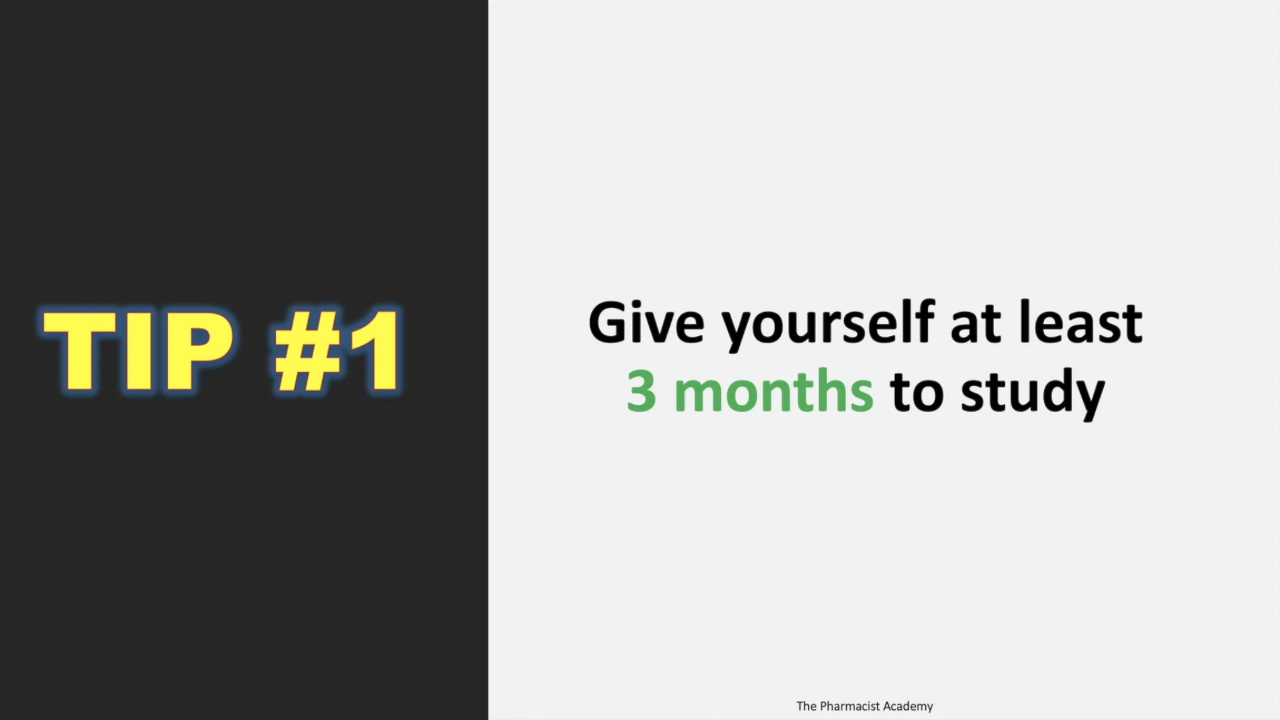 TIP #1
Give yourself at least
3 months to study
The Pharmacist Academy